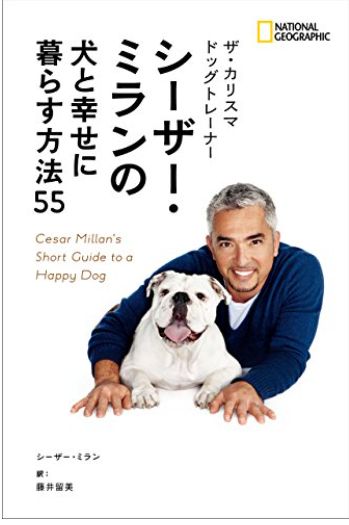 NATIONAL
GEOGRAPHIC
ザ・カリスマ
ドッグトレーナー
シーザー・
ミランの
犬と幸せに
暮らす方法55
Cesar Millan's
Short Guide to a
Happy Dog
シーザー・ミラン
訳：
藤井留美